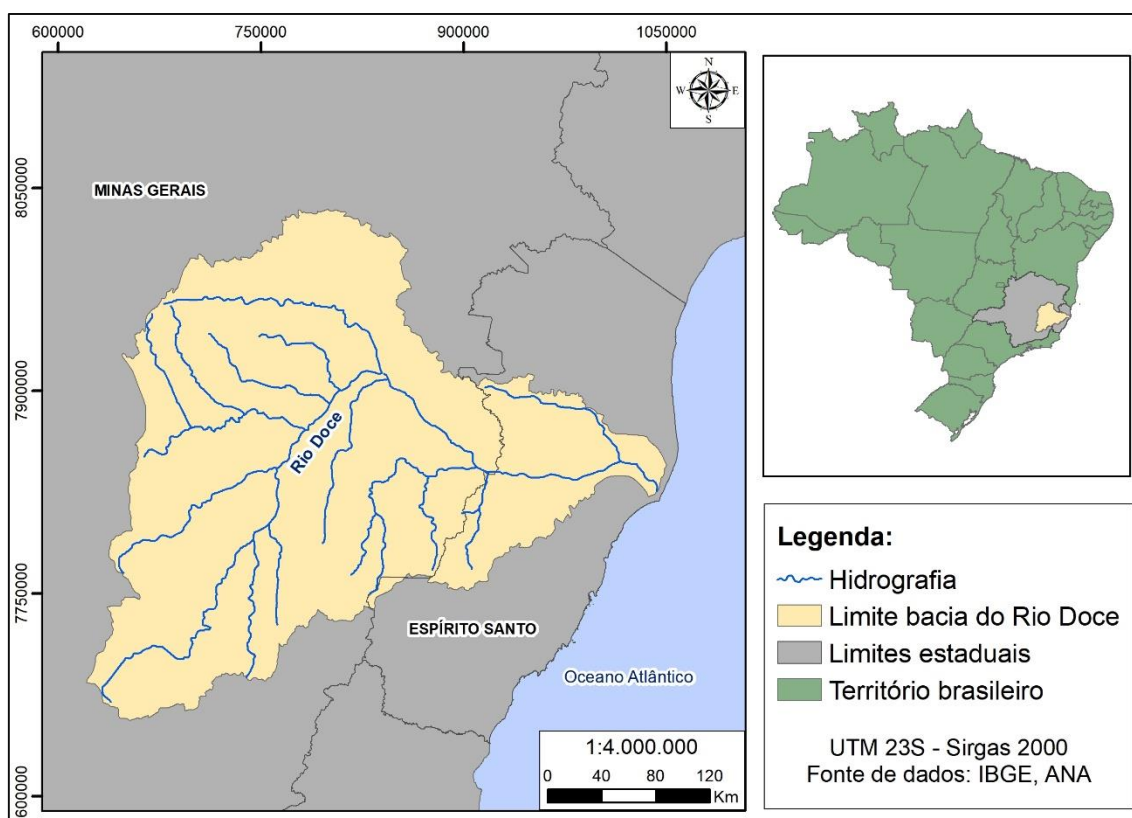 600000 750000 900000 1050000
N
W E
S
MINAS GERAIS
8050000
7900000
Rio Doce
7750000
ESPÍRITO SANTO
Oceano Atlântico
1:4.000.000
0 40 80 120
Km
600000
Legenda:
Hidrografia
Limite bacia do Rio Doce
Limites estaduais
Território brasileiro
UTM 23S - Sirgas 2000
Fonte de dados: IBGE, ANA